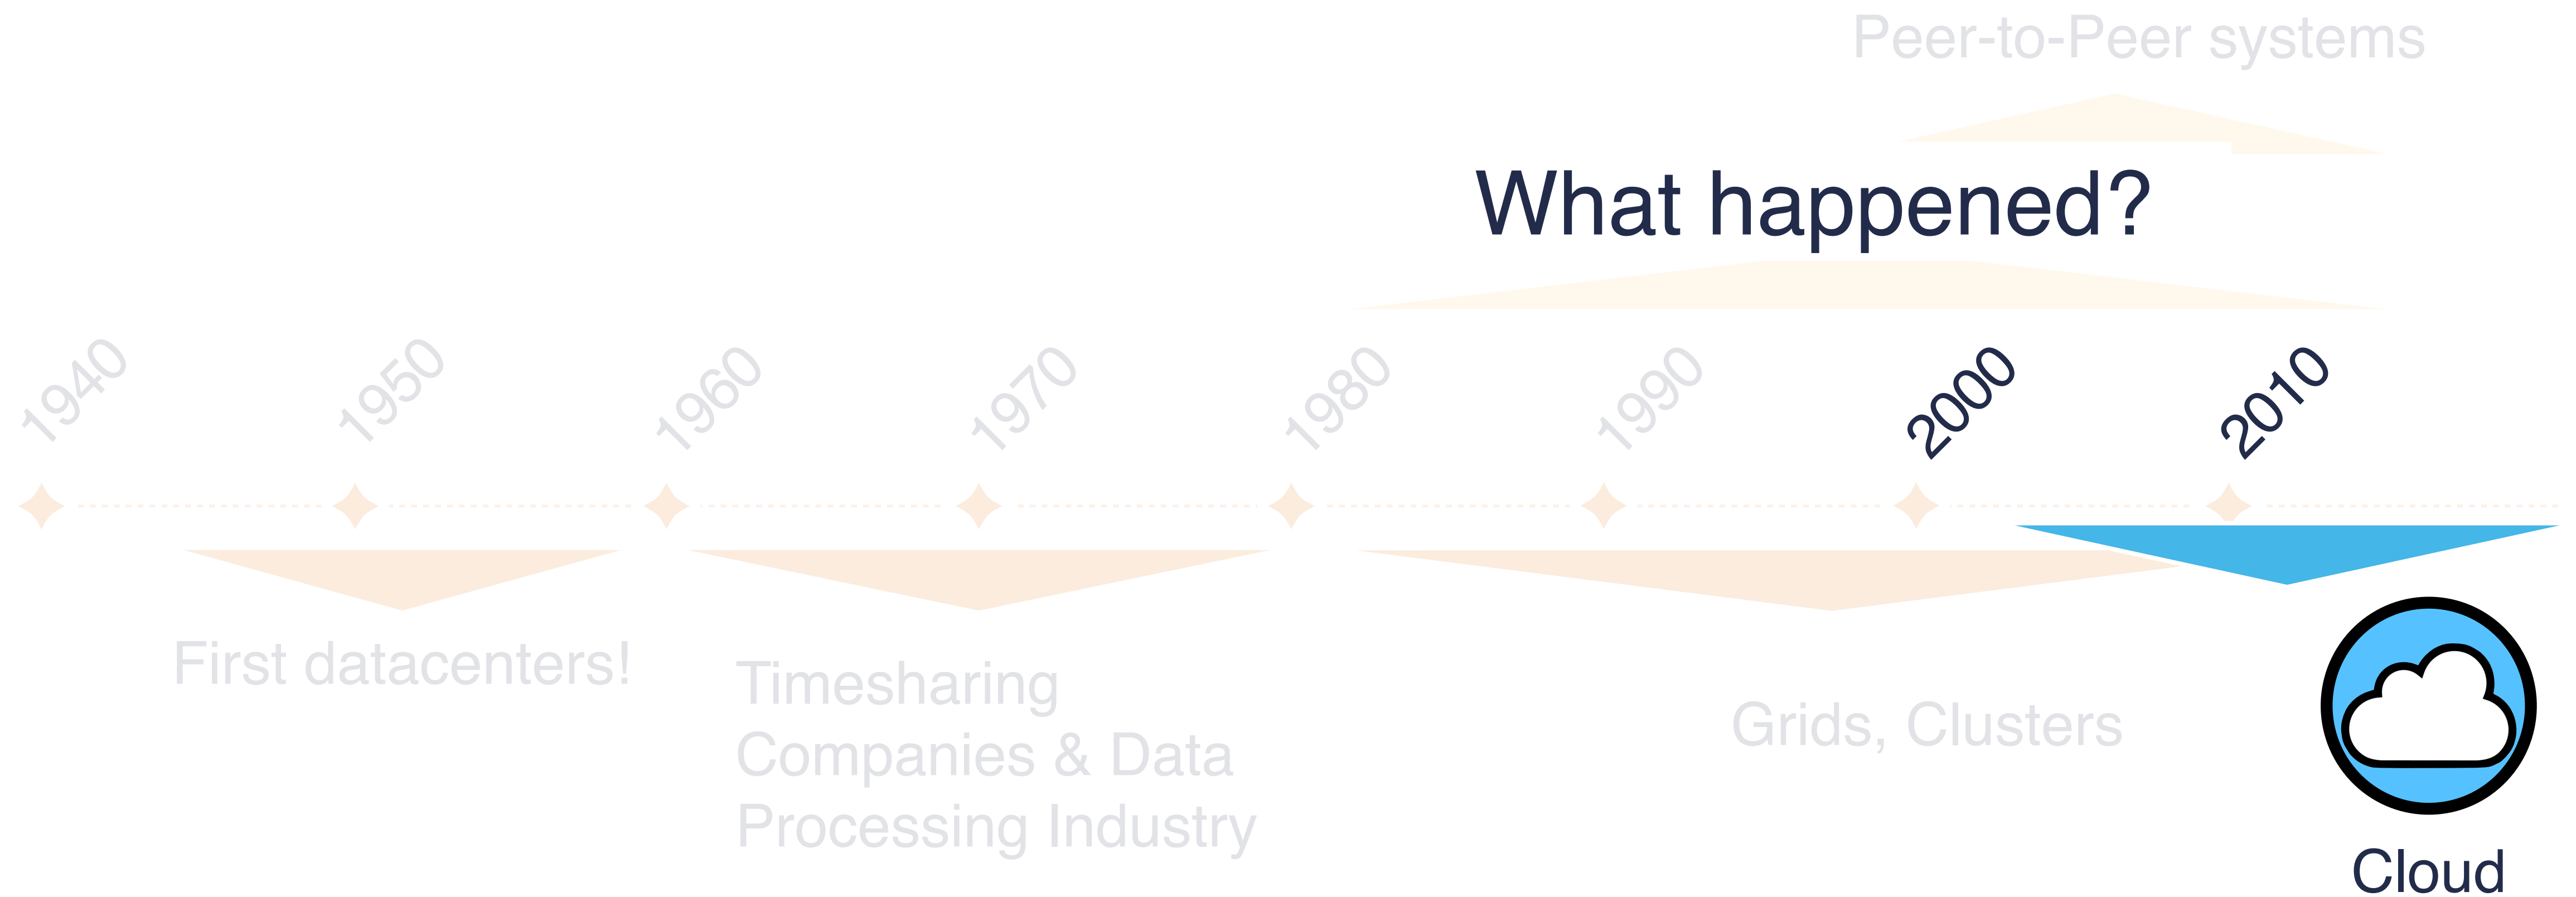 Peer-to-Peer systems
What happened?
1940
1950
1960
1970
1980
1990
2000
2010
First datacenters!
Timesharing
Companies & Data
Processing Industry
Grids, Clusters
Cloud